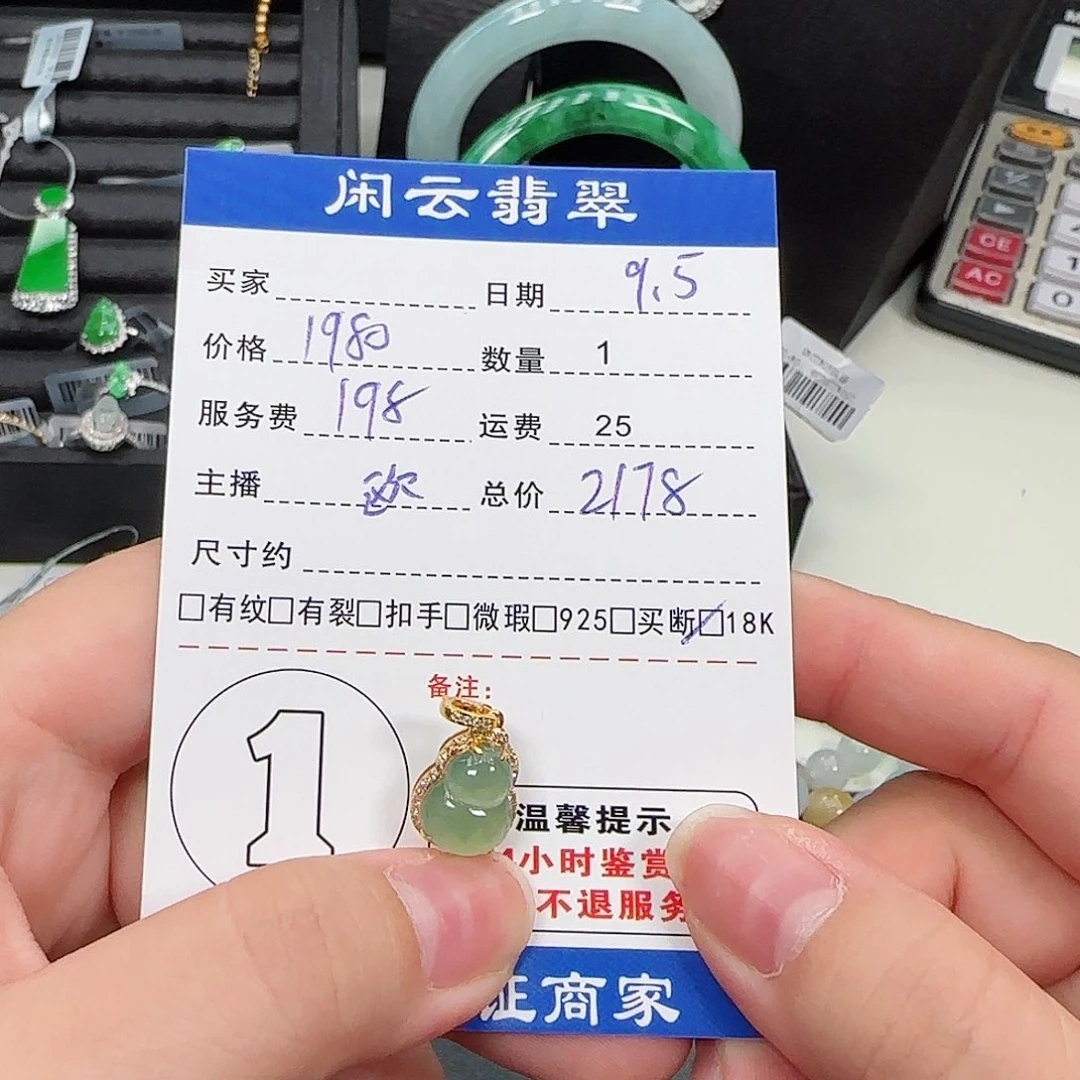 闲云翡翠
买家 日期 9.5
价格 1980 数量 1
服务费 198 运费 25
主播 欧 总价 2178
尺寸约
□有纹□有裂□扣手□微瑕□925□买断☑18K
备注:
1
温馨提示
小时鉴赏
不退服务
证商家
CE
AC